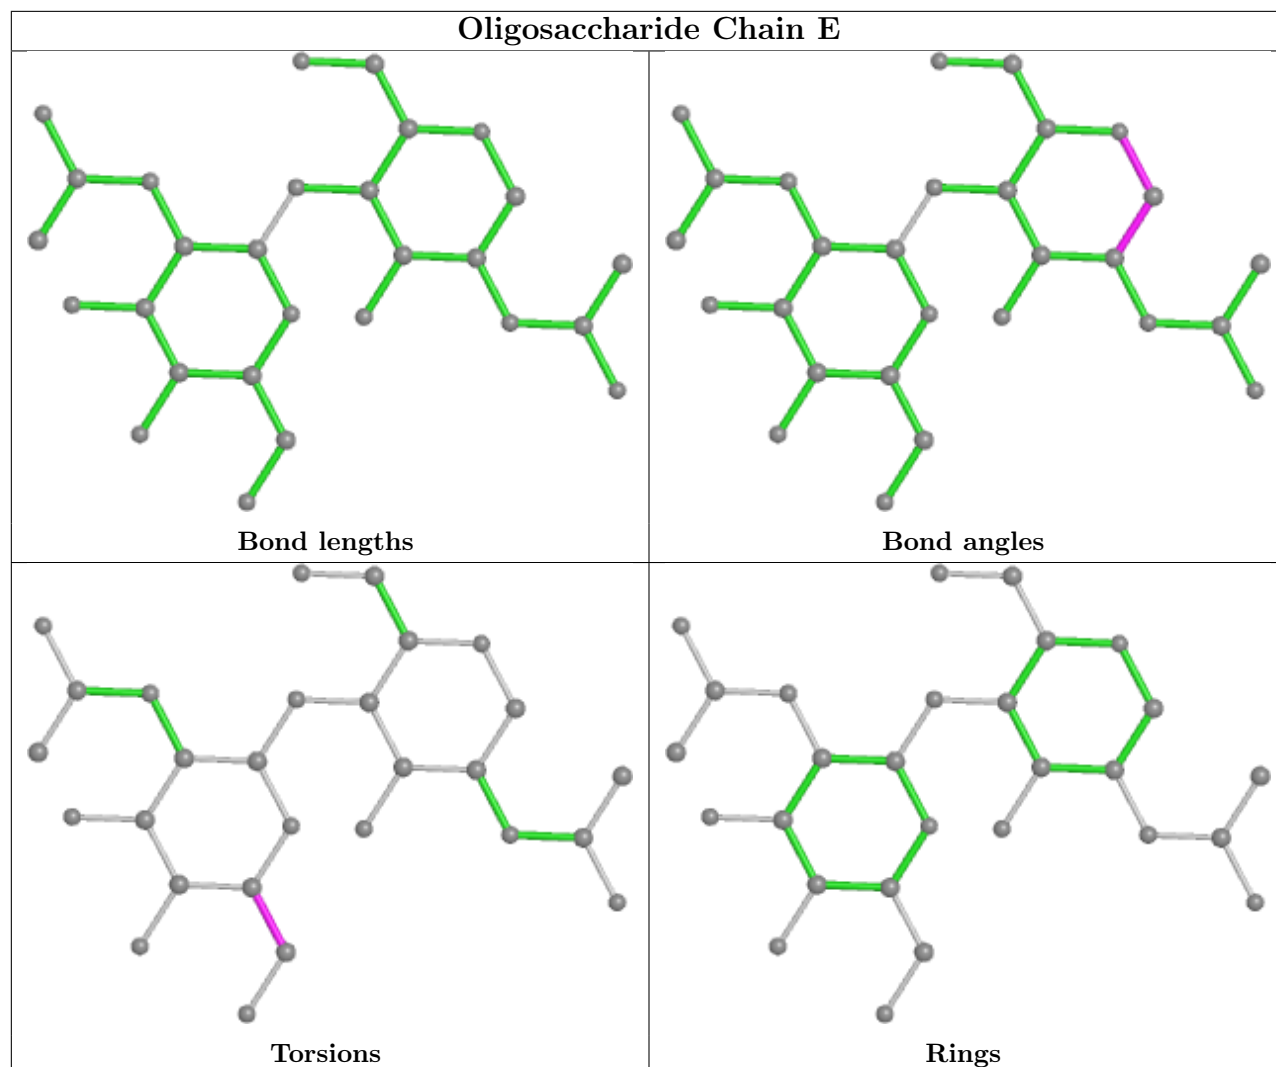 Oligosaccharide Chain E
Bond lengths
Bond angles
Torsions
Rings